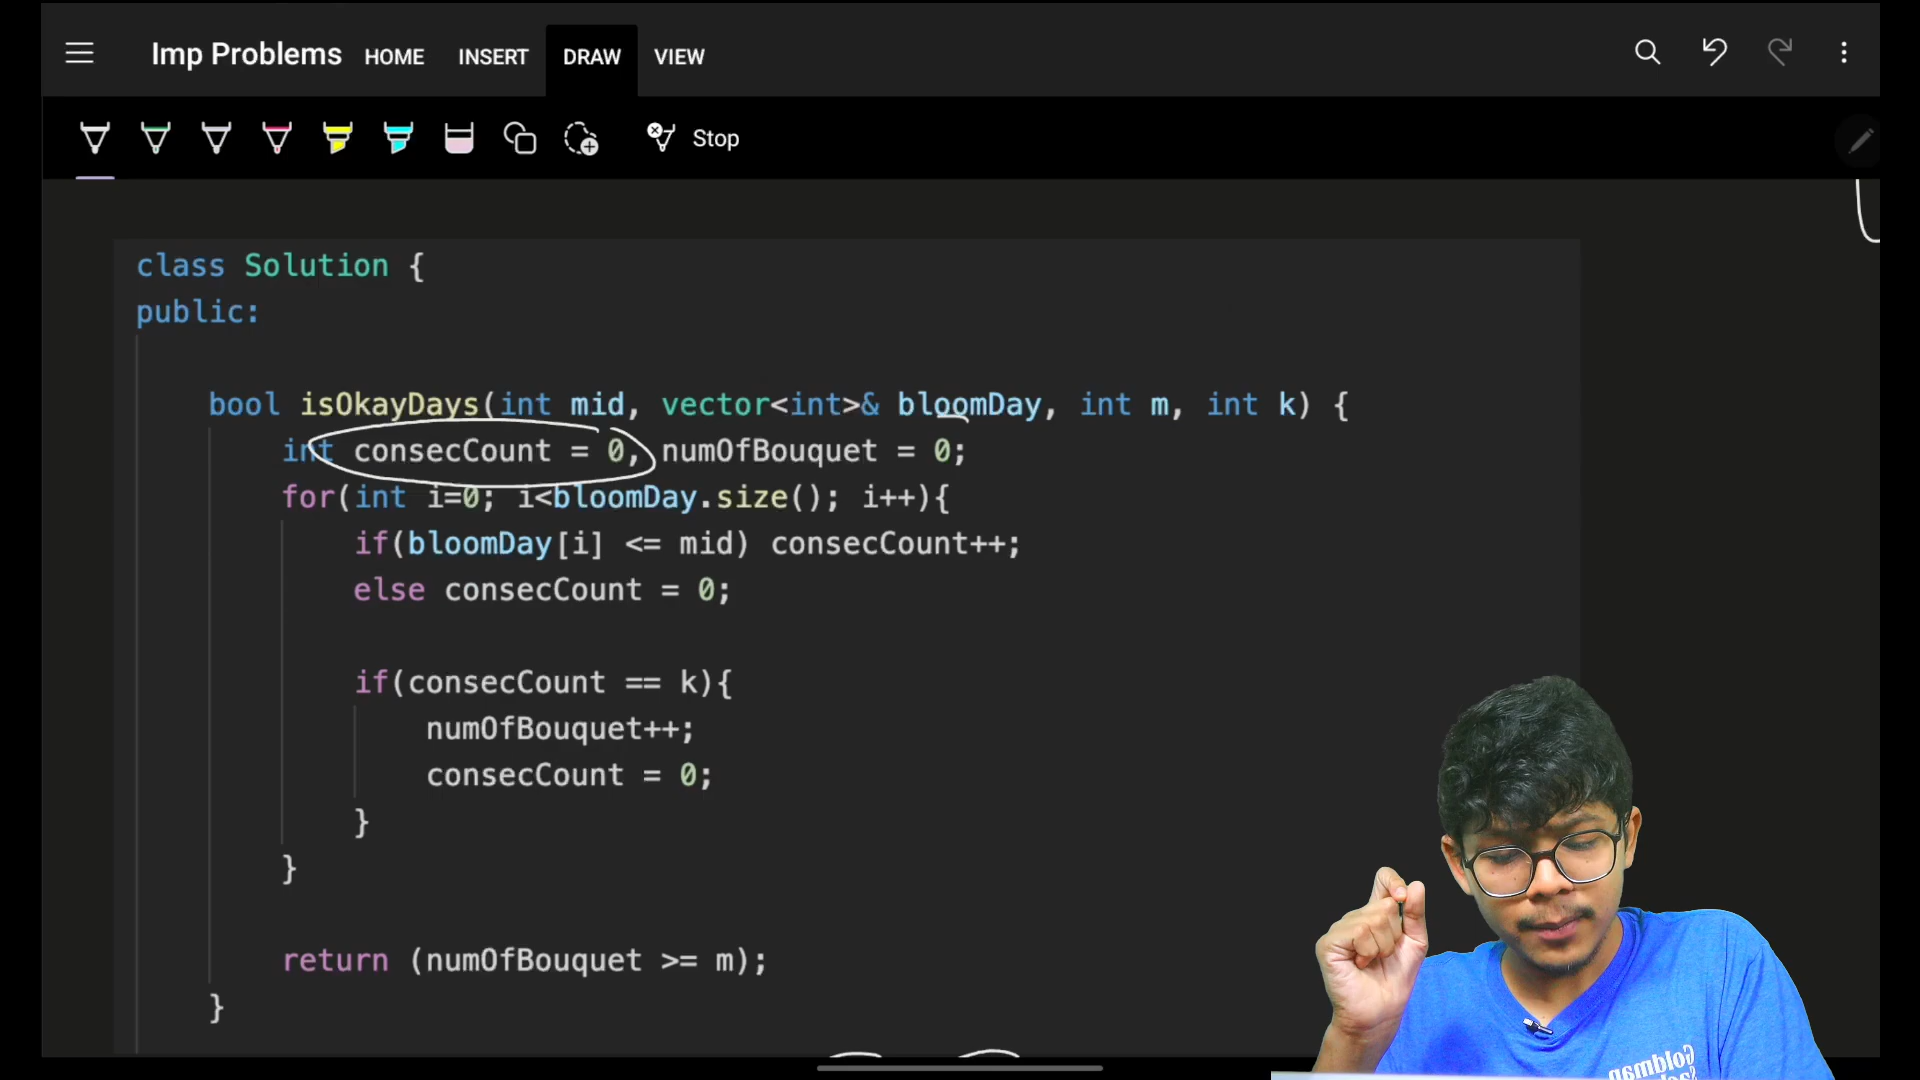 Imp Problems HOME INSERT DRAW VIEW
Stop
class Solution {
public:
bool isOkayDays(int mid, vector<int>& bloomDay, int m, int k) {
int consecCount = 0, numOfBouquet = 0;
for(int i=0; i<bloomDay.size(); i++){
if(bloomDay[i] <= mid) consecCount++;
else consecCount = 0;
if(consecCount == k){
numOfBouquet++;
consecCount = 0;
}
}
return (numOfBouquet >= m);
}
Goldman